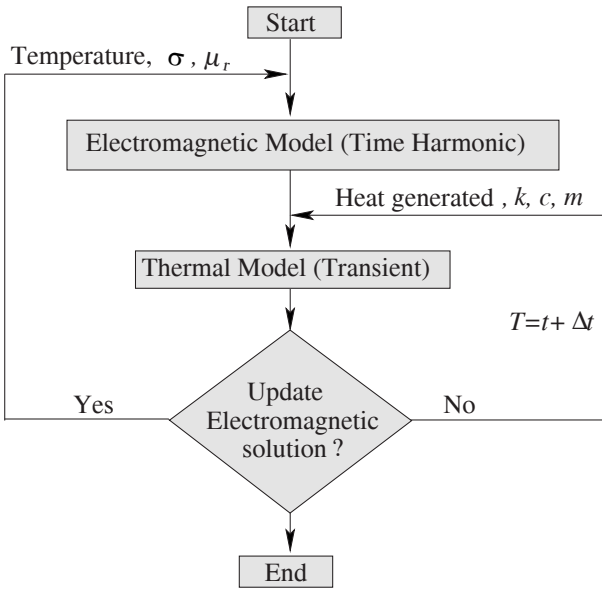 Start
Temperature, σ, μr
Electromagnetic Model (Time Harmonic)
Heat generated , k, c, m
Thermal Model (Transient)
T=t+ Δt
Update
Electromagnetic
solution ?
Yes
No
End